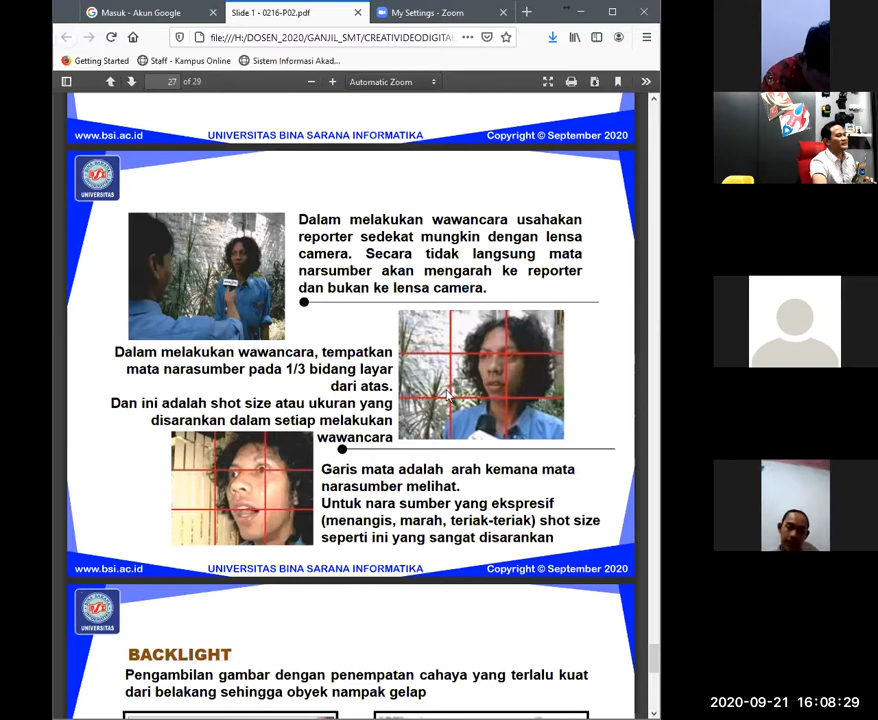 Masuk - Akun Google
Slide 1 - 0216-P02.pdf
My Settings - Zoom
file:///H:/DOSEN_2020/GANJIL_SMT/CREATIVIDEODIGITAL
Getting Started
Staff - Kampus Online
Sistem Informasi Akad...
27 of 29
Automatic Zoom
www.bsi.ac.id UNIVERSITAS BINA SARANA INFORMATIKA Copyright © September 2020
UNIVERSITAS
Dalam melakukan wawancara usahakan
reporter sedekat mungkin dengan lensa
camera. Secara tidak langsung mata
narsumber akan mengarah ke reporter
dan bukan ke lensa camera.
Dalam melakukan wawancara, tempatkan
mata narasumber pada 1/3 bidang layar
dari atas.
Dan ini adalah shot size atau ukuran yang
disarankan dalam setiap melakukan
wawancara
Garis mata adalah arah kemana mata
narasumber melihat.
Untuk nara sumber yang ekspresif
(menangis, marah, teriak-teriak) shot size
seperti ini yang sangat disarankan
www.bsi.ac.id UNIVERSITAS BINA SARANA INFORMATIKA Copyright © September 2020
UNIVERSITAS
BACKLIGHT
Pengambilan gambar dengan penempatan cahaya yang terlalu kuat
dari belakang sehingga obyek nampak gelap
2020-09-21 16:08:29